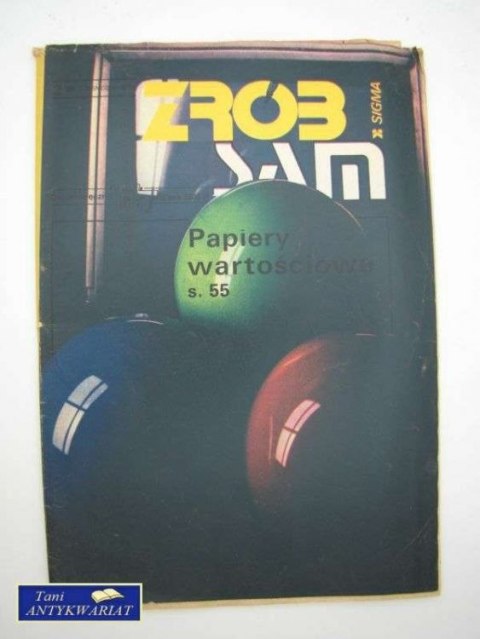 ZRÓB
SAM
SIGMA
Papiery
wartościowe
s. 55
Tani
ANTYKWARIAT